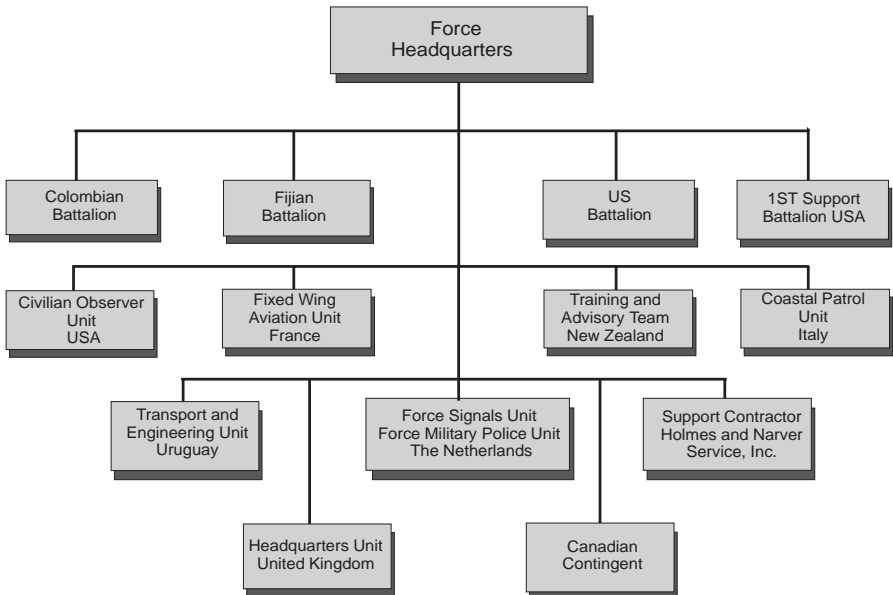 Force
Headquarters
Colombian
Battalion
Fijian
Battalion
US
Battalion
1ST Support
Battalion USA
Civilian Observer
Unit
USA
Fixed Wing
Aviation Unit
France
Training and
Advisory Team
New Zealand
Coastal Patrol
Unit
Italy
Transport and
Engineering Unit
Uruguay
Force Signals Unit
Force Military Police Unit
The Netherlands
Support Contractor
Holmes and Narver
Service, Inc.
Headquarters Unit
United Kingdom
Canadian
Contingent